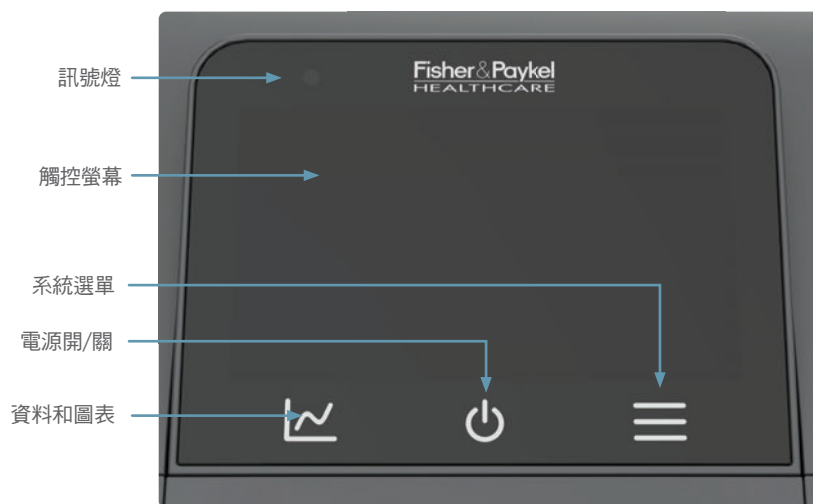 訊號燈
Fisher & Paykel
HEALTHCARE
觸控螢幕
系統選單
電源開/關
資料和圖表